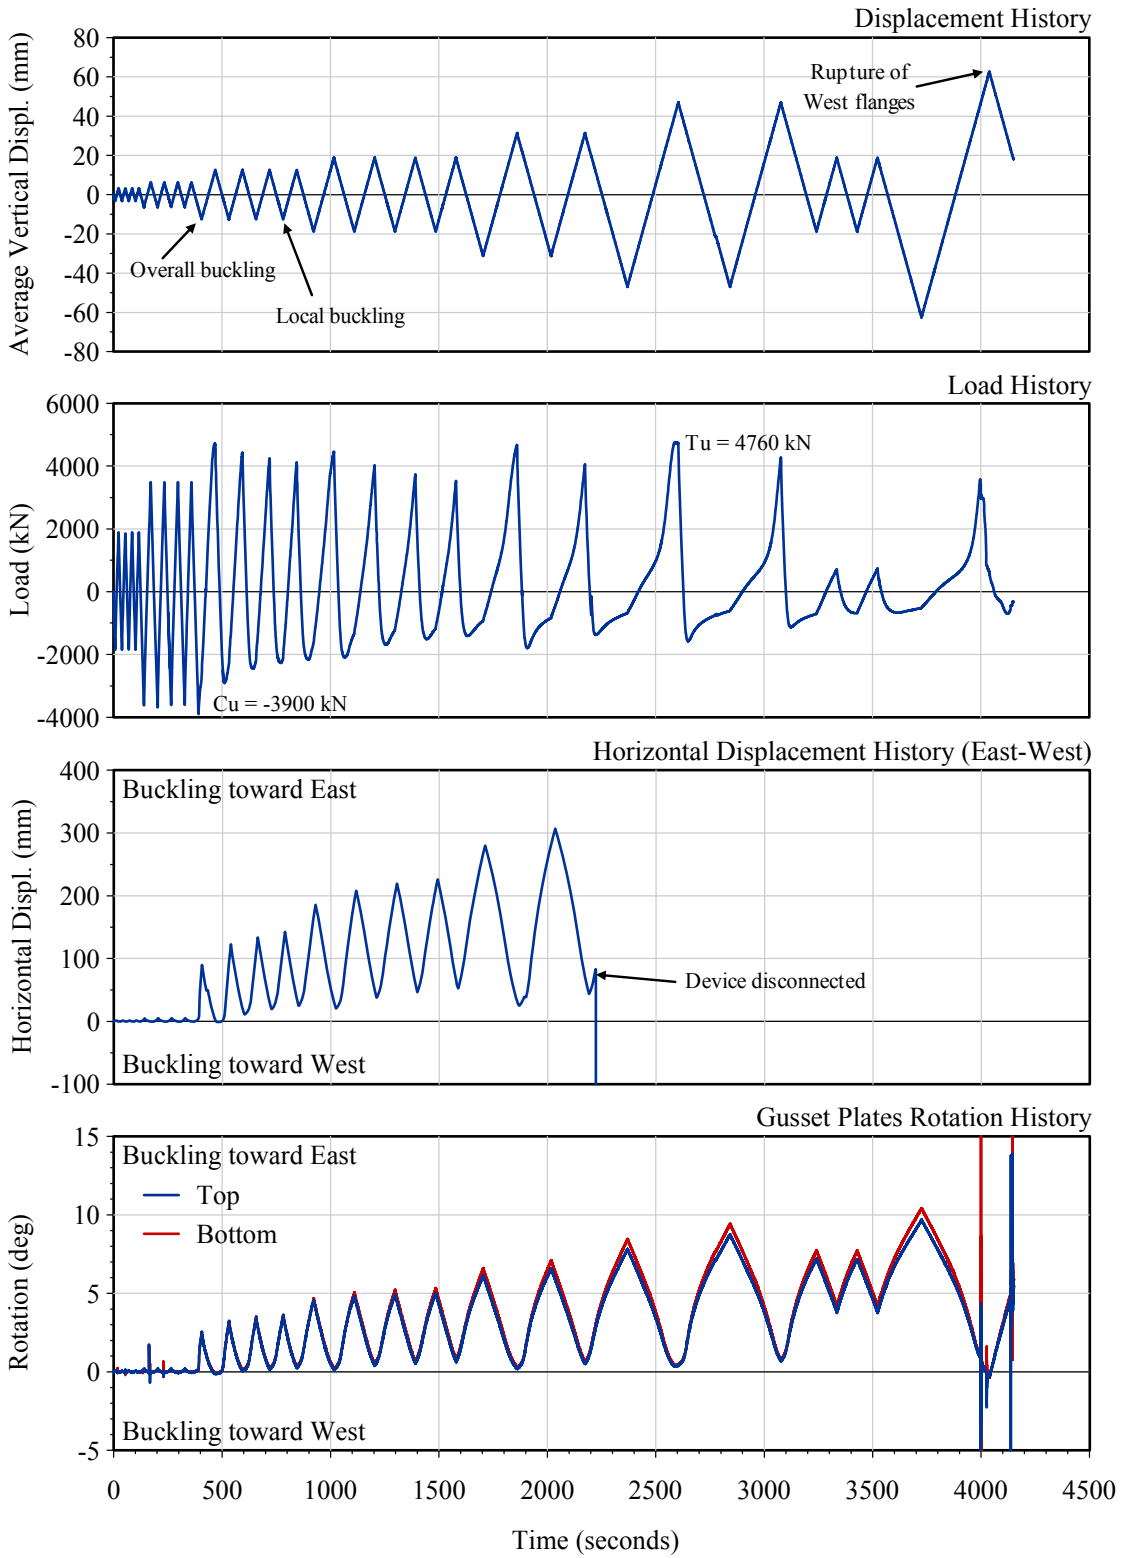 Displacement History
80
60
40
20
0
-20
-40
-60
-80
Average Vertical Displ. (mm)
Rupture of
West flanges
Overall buckling
Local buckling
Load History
6000
4000
2000
0
-2000
-4000
Load (kN)
Tu = 4760 kN
Cu = -3900 kN
Horizontal Displacement History (East-West)
400
300
200
100
0
-100
Horizontal Displ. (mm)
Buckling toward East
Device disconnected
Buckling toward West
Gusset Plates Rotation History
15
10
5
0
-5
Rotation (deg)
Buckling toward East
Top
Bottom
Buckling toward West
0 500 1000 1500 2000 2500 3000 3500 4000 4500
Time (seconds)